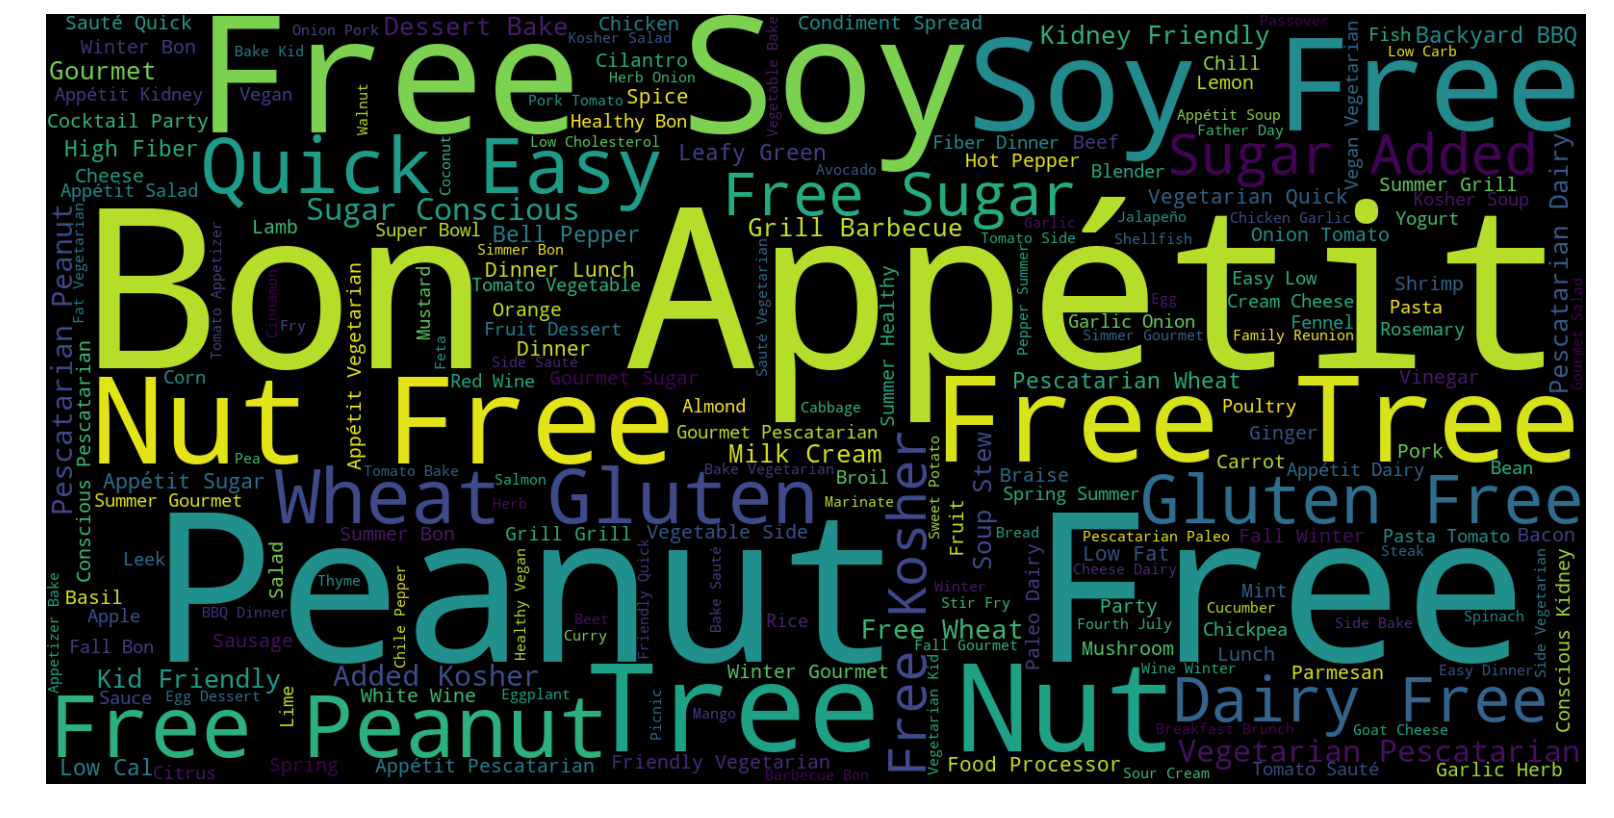 Sauté Quick
Onion Pork
Dessert Bake
Chicken
Condiment Spread
Passover
Winter Bon
Bake Kid
Free Soy
Kosher Salad
Vegetable Bake
Soy Free
Kidney Friendly
Vegan Vegetarian
Fish
Backyard BBQ
Low Carb
Gourmet
Cilantro
Herb Onion
Chill
Lemon
Appétit Kidney
Vegan
Walnut
Pork Tomato
Spice
Cocktail Party
Healthy Bon
Appétit Soup
Father Day
High Fiber
Quick Easy
Coconut
Low Cholesterol
Leafy Green
Fiber Dinner
Beef
Hot Pepper
Sugar Added
Pescatarian Dairy
Cheese
Appétit Salad
Avocado
Blender
Free Sugar
Vegetarian Quick
Summer Grill
Kosher Soup
Sugar Conscious
Pescatarian Peanut
Fat Vegetarian
Lamb
Super Bowl
Bell Pepper
Grill Barbecue
Garlic
Jalapeño
Chicken Garlic
Yogurt
Tomato Side
Shellfish
Onion Tomato
Tomato Appetizer
Simmer Bon
Bon Appétit
Dinner Lunch
Tomato Vegetable
Sauté Vegetarian
Summer Healthy
Pepper Summer
Easy Low
Shrimp
Cinnamon
Fry
Appétit Vegetarian
Mustard
Orange
Egg
Cream Cheese
Pasta
Gourmet Salad
Feta
Fruit Dessert
Garlic Onion
Fennel
Rosemary
Dinner
Simmer Gourmet
Family Reunion
Side Saute
Corn
Red Wine
Gourmet Sugar
Pescatarian Wheat
Vinegar
Nut Free
Almond
Cabbage
Free Tree
Poultry
Conscious Pescatarian
Gourmet Pescatarian
Ginger
Pea
Milk Cream
Free Kosher
Sweet Potato
Soup Stew
Carrot
Pork
Appétit Sugar
Tomato Bake
Bake Vegetarian
Broil
Braise
Appétit Dairy
Bean
Salmon
Summer Gourmet
Wheat Gluten
Herb
Marinate
Spring Summer
Gluten Free
Fruit
Summer Bon
Grill Grill
Vegetable Side
Bread
Pescatarian Paleo
Fall Winter
Pasta Tomato
Bacon
Leek
Salad
Low Fat
Steak
Peanut Free
Thyme
Healthy Vegan
Friendly Quick
Bake Sauté
Cheese Dairy
Paleo Dairy
Conscious Kidney
Appetizer Bake
Basil
Chile Pepper
Winter
Mint
Stir Fry
Party
Cucumber
Apple
BBQ Dinner
Beet
Rice
Fourth July
Chickpea
Side Bake
Spinach
Side Vegetarian
Fall Bon
Sausage
Curry
Free Wheat
Fall Gourmet
Mushroom
Lunch
Kid Friendly
Added Kosher
Winter Gourmet
Wine Winter
Parmesan
Easy Dinner
Sauce
Egg Dessert
Lime
White Wine
Eggplant
Tree Nut
Dairy Free
Free Peanut
Picnic
Mango
Vegetarian Kid
Breakfast Brunch
Goat Cheese
Low Cal
Citrus
Spring
Appétit Pescatarian
Friendly Vegetarian
Barbecue Bon
Food Processor
Sour Cream
Vegetarian Pescatarian
Tomato Sauté
Garlic Herb